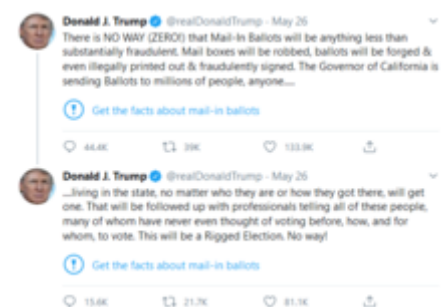 Donald J. Trump @realDonaldTrump · May 26
There is NO WAY (ZERO!) that Mail-In Ballots will be anything less than
substantially fraudulent. Mail boxes will be robbed, ballots will be forged &
even illegally printed out & fraudulently signed. The Governor of California is
sending Ballots to millions of people, anyone....
Get the facts about mail-in ballots
44.4K 39K 133.9K
Donald J. Trump @realDonaldTrump · May 26
....living in the state, no matter who they are or how they got there, will get
one. That will be followed up with professionals telling all of these people,
many of whom have never even thought of voting before, how, and for
whom, to vote. This will be a Rigged Election. No way!
Get the facts about mail-in ballots
15.6K 21.7K 81.1K